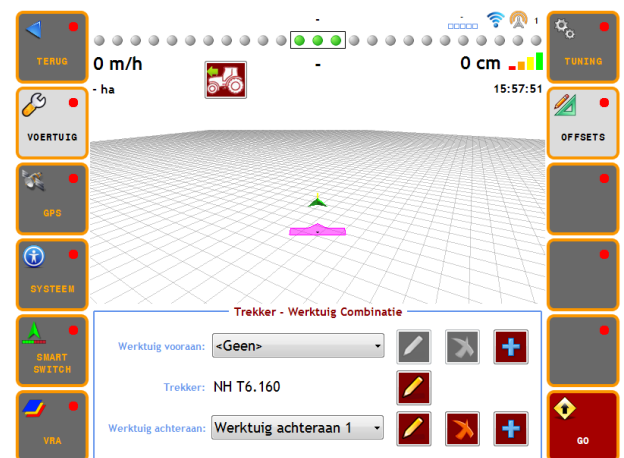 -
-
1
TERUG
TUNING
0 m/h
-
0 cm
- ha
15:57:51
VOERTUIG
OFFSETS
GPS
SYSTEEM
SMART
SWITCH
VRA
GO
Trekker - Werktuig Combinatie
Werktuig vooraan: <Geen>
Trekker: NH T6.160
Werktuig achteraan: Werktuig achteraan 1